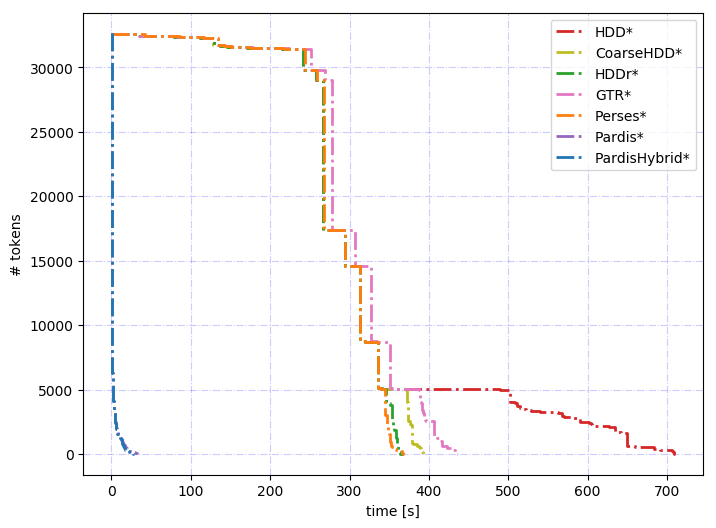 HDD*
CoarseHDD*
HDDr*
GTR*
Perses*
Pardis*
PardisHybrid*
30000
25000
20000
15000
10000
5000
0
# tokens
0 100 200 300 400 500 600 700
time [s]